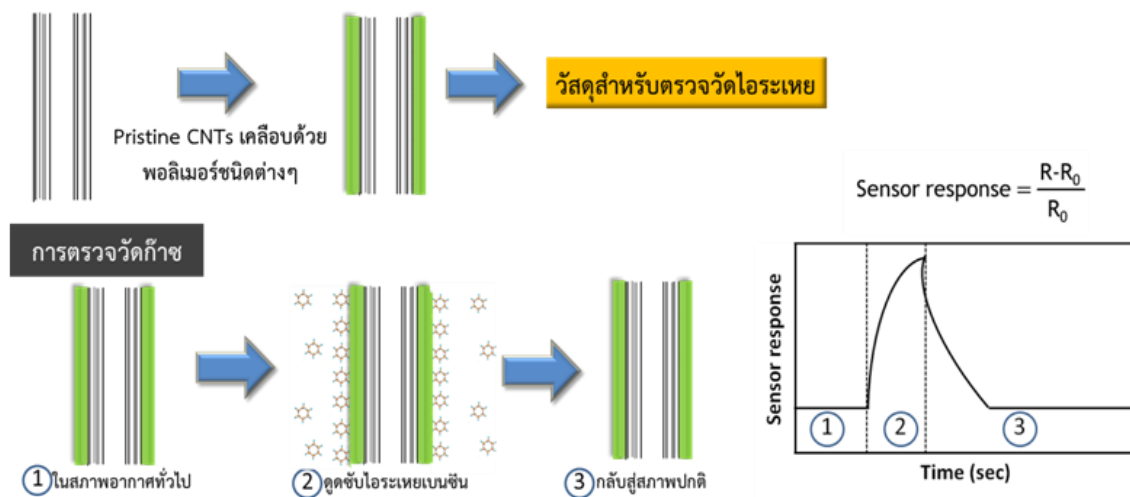 Pristine CNTs เคลือบด้วย
พอลิเมอร์ชนิดต่างๆ
วัสดุสำหรับตรวจวัดไอระเหย
การตรวจวัดก๊าซ
1 ในสภาพอากาศทั่วไป
2 ดูดซับไอระเหยเบนซีน
3 กลับสู่สภาพปกติ
Sensor response = R-R₀ / R₀
Sensor response
1
2
3
Time (sec)